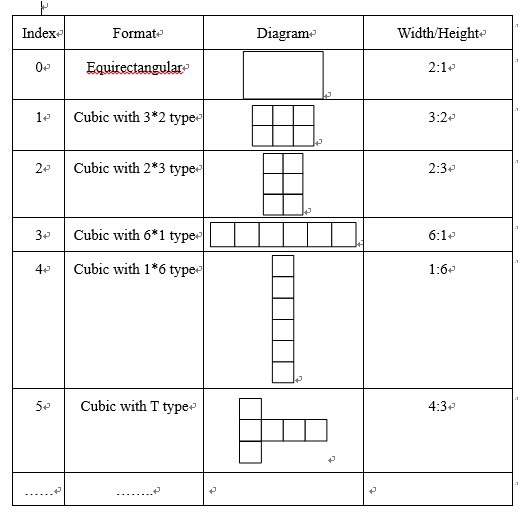 Index Format Diagram Width/Height
0 Equirectangular 2:1
1 Cubic with 3*2 type 3:2
2 Cubic with 2*3 type 2:3
3 Cubic with 6*1 type 6:1
4 Cubic with 1*6 type 1:6
5 Cubic with T type 4:3
...... ........